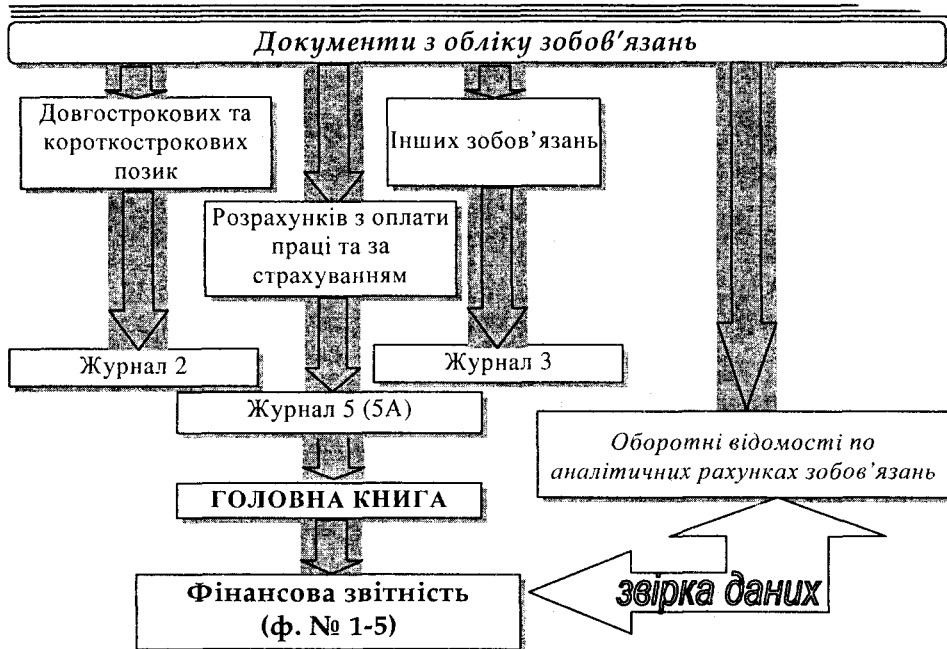 Документи з обліку зобов’язань
Довгострокових та
короткострокових
позик
Інших зобов’язань
Розрахунків з оплати
праці та за
страхуванням
Журнал 2
Журнал 3
Журнал 5 (5А)
Оборотні відомості по
аналітичних рахунках зобов’язань
ГОЛОВНА КНИГА
Фінансова звітність
(ф. № 1-5)
звірка даних